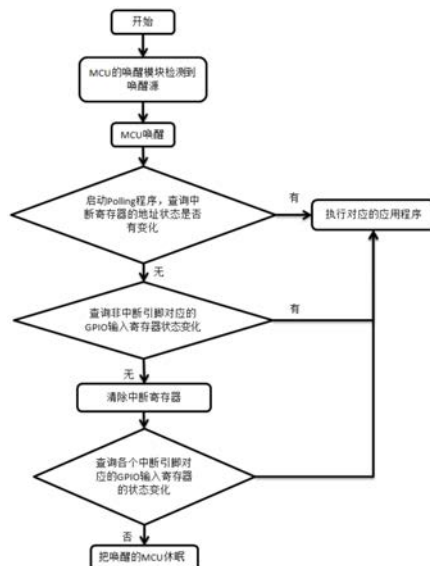 开始
MCU的唤醒模块检测到
唤醒源
MCU唤醒
启动Polling程序，查询中
断寄存器的地址状态是否
有变化
有
执行对应的应用程序
无
查询非中断引脚对应的
GPIO输入寄存器状态变化
有
无
清除中断寄存器
查询各个中断引脚对
应的GPIO输入寄存器
的状态变化
否
把唤醒的MCU休眠